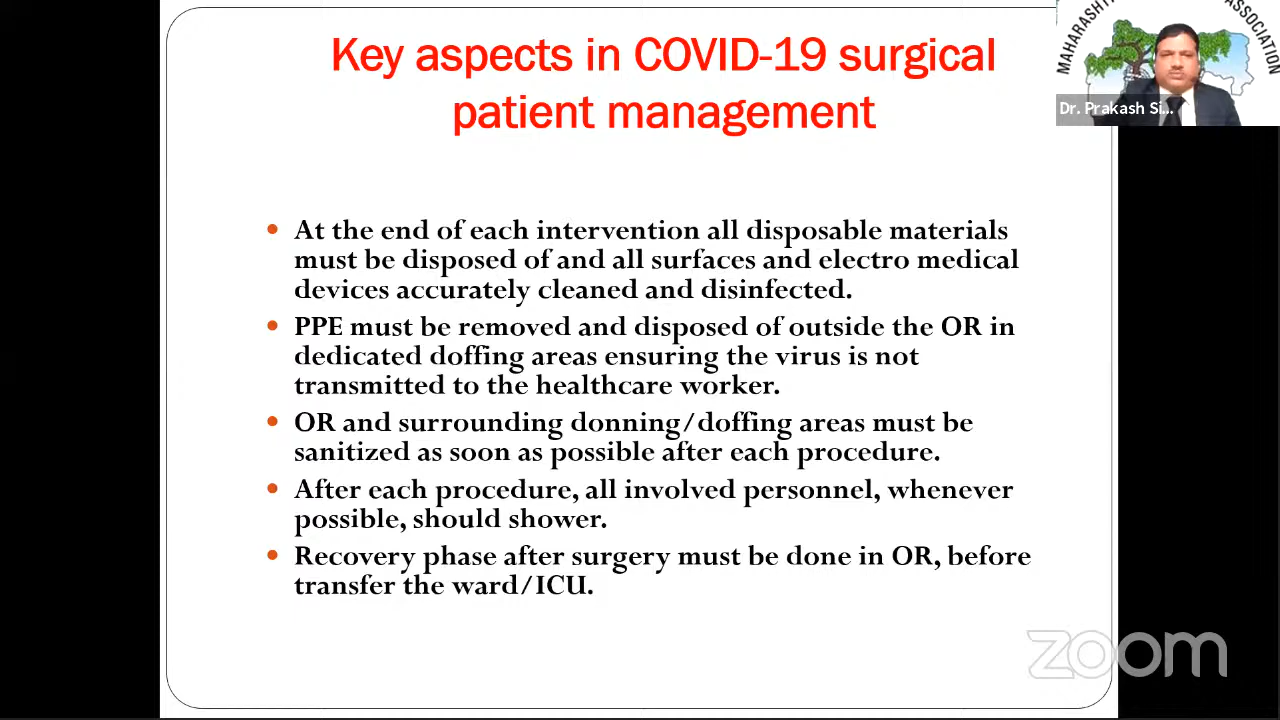 Key aspects in COVID-19 surgical
patient management
MAHARASHT
ASSOCIATION
Dr. Prakash Si...
• At the end of each intervention all disposable materials
must be disposed of and all surfaces and electro medical
devices accurately cleaned and disinfected.
• PPE must be removed and disposed of outside the OR in
dedicated doffing areas ensuring the virus is not
transmitted to the healthcare worker.
• OR and surrounding donning/doffing areas must be
sanitized as soon as possible after each procedure.
• After each procedure, all involved personnel, whenever
possible, should shower.
• Recovery phase after surgery must be done in OR, before
transfer the ward/ICU.
zoom